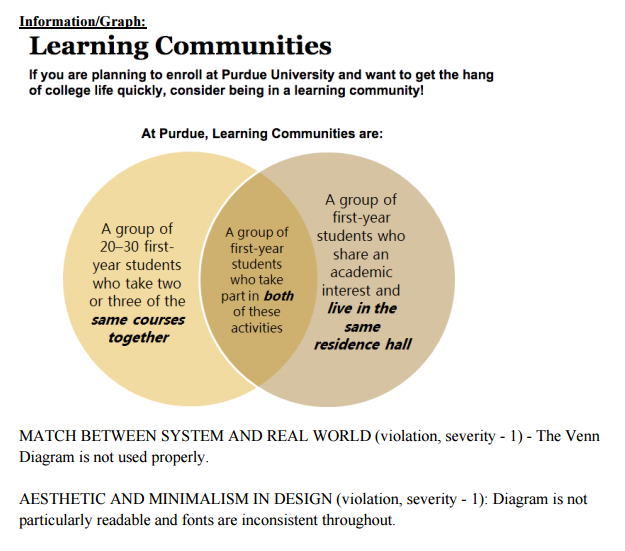 Information/Graph:
Learning Communities
If you are planning to enroll at Purdue University and want to get the hang
of college life quickly, consider being in a learning community!
At Purdue, Learning Communities are:
A group of
20–30 first-
year students
who take two
or three of the
same courses
together
A group of
first-year
students
who take
part in both
of these
activities
A group of
first-year
students who
share an
academic
interest and
live in the
same
residence hall
MATCH BETWEEN SYSTEM AND REAL WORLD (violation, severity - 1) - The Venn
Diagram is not used properly.
AESTHETIC AND MINIMALISM IN DESIGN (violation, severity - 1): Diagram is not
particularly readable and fonts are inconsistent throughout.